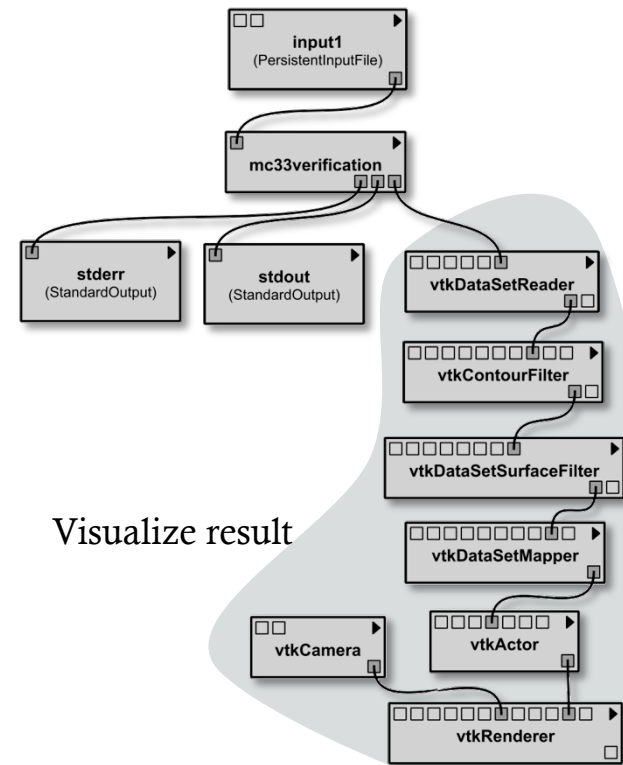 input1
(PersistentInputFile)
mc33verification
stderr
(StandardOutput)
stdout
(StandardOutput)
vtkDataSetReader
vtkContourFilter
vtkDataSetSurfaceFilter
Visualize result
vtkDataSetMapper
vtkCamera
vtkActor
vtkRenderer